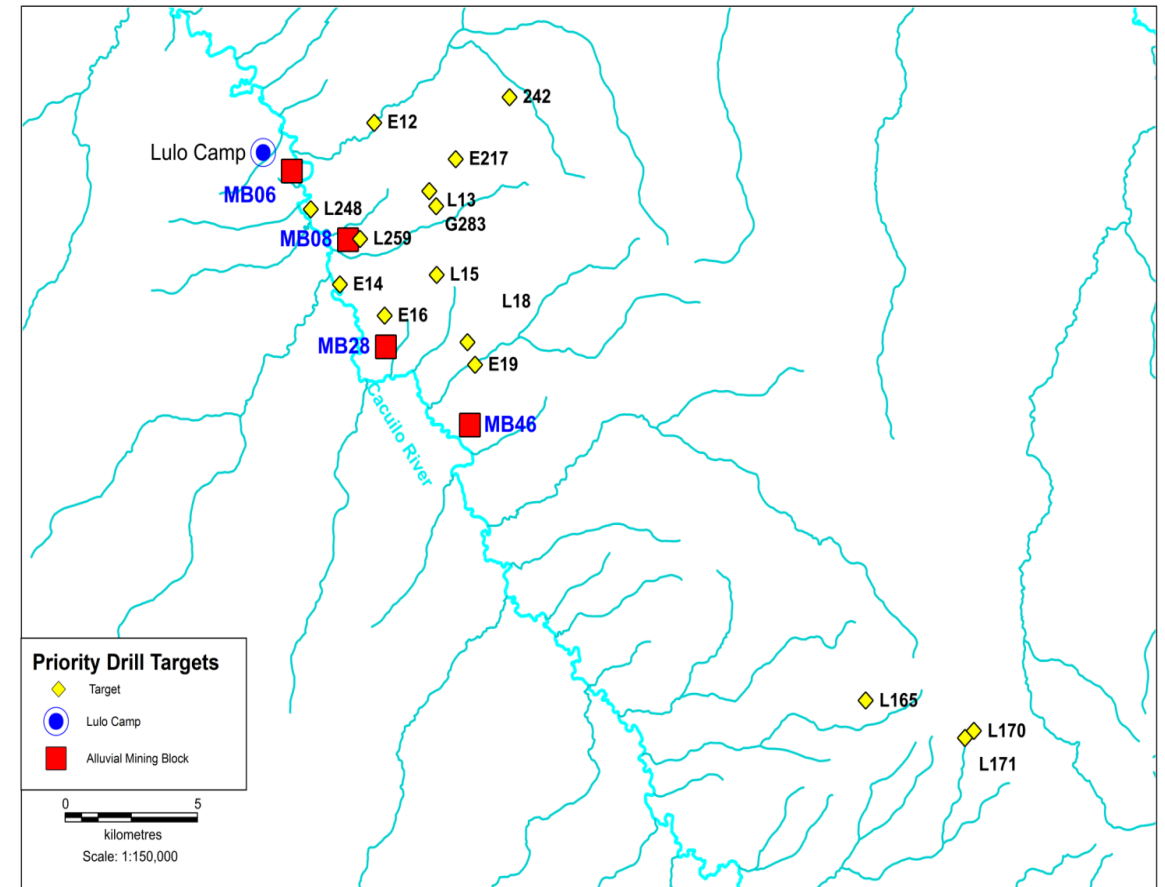 242
E12
Lulo Camp
E217
MB06
L13
L248
G283
MB08
L259
L15
E14
L18
E16
MB28
E19
Cacuilo River
MB46
Priority Drill Targets
Target
Lulo Camp
Alluvial Mining Block
0 5
kilometres
Scale: 1:150,000
L165
L170
L171